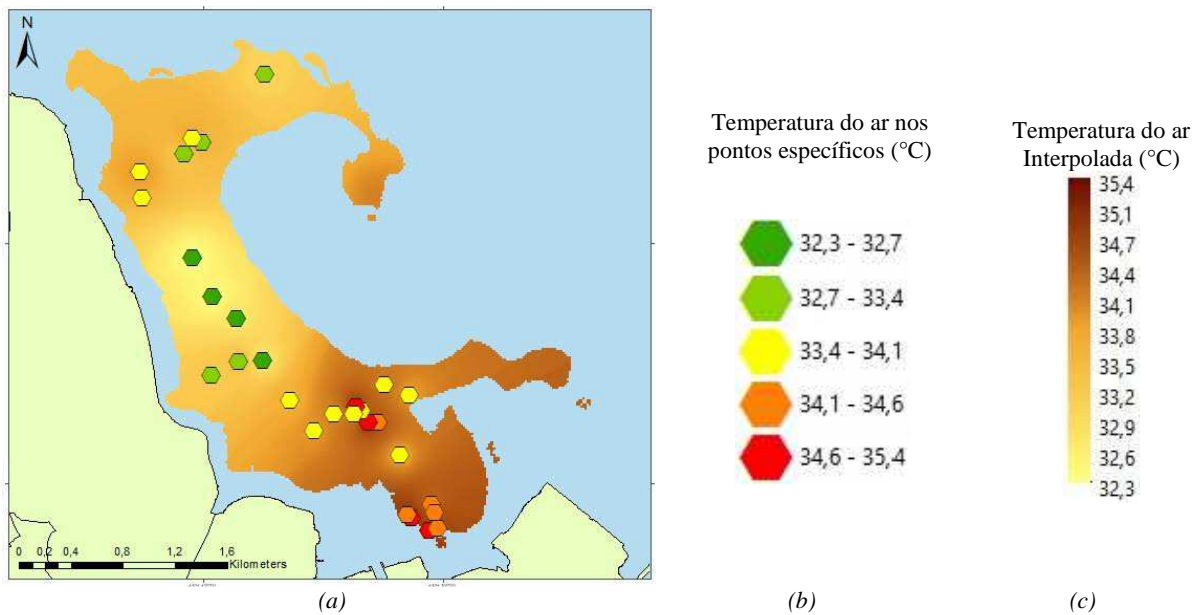 N
0 0,2 0,4 0,8 1,2 1,6
Kilometers
(a)
Temperatura do ar nos
pontos específicos (°C)
32,3 - 32,7
32,7 - 33,4
33,4 - 34,1
34,1 - 34,6
34,6 - 35,4
(b)
Temperatura do ar
Interpolada (°C)
35,4
35,1
34,7
34,4
34,1
33,8
33,5
33,2
32,9
32,6
32,3
(c)